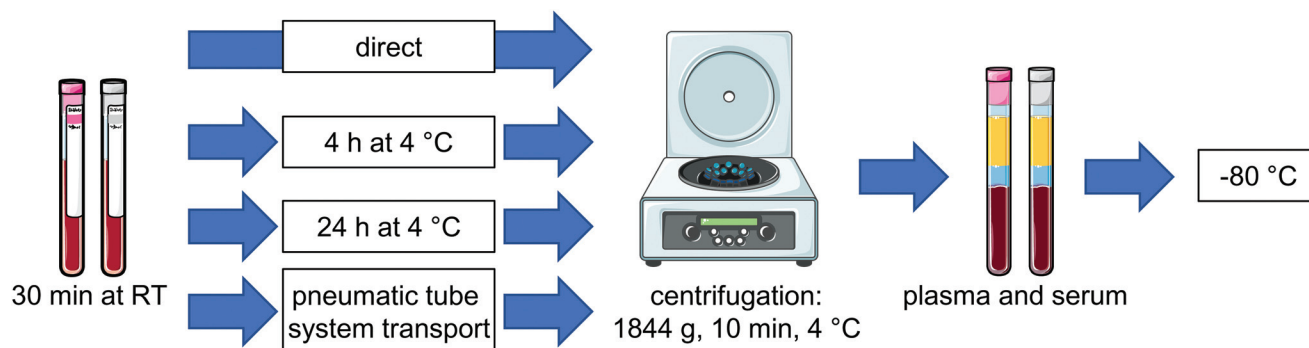 direct
4 h at 4 °C
24 h at 4 °C
30 min at RT
pneumatic tube
system transport
centrifugation:
1844 g, 10 min, 4 °C
plasma and serum
-80 °C